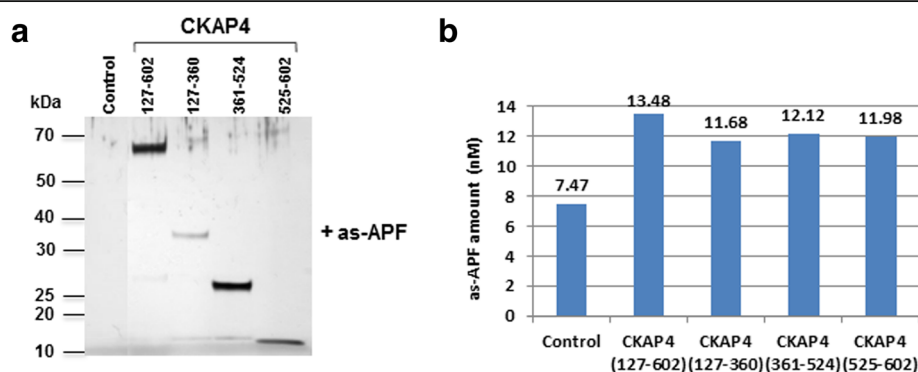 a
CKAP4
Control
127-602
127-360
361-524
525-602
kDa
70
50
40
30
25
20
10
+ as-APF
b
as-APF amount (nM)
14
12
10
8
6
4
2
0
7.47
13.48
11.68
12.12
11.98
Control
CKAP4
(127-602)
CKAP4
(127-360)
CKAP4
(361-524)
CKAP4
(525-602)